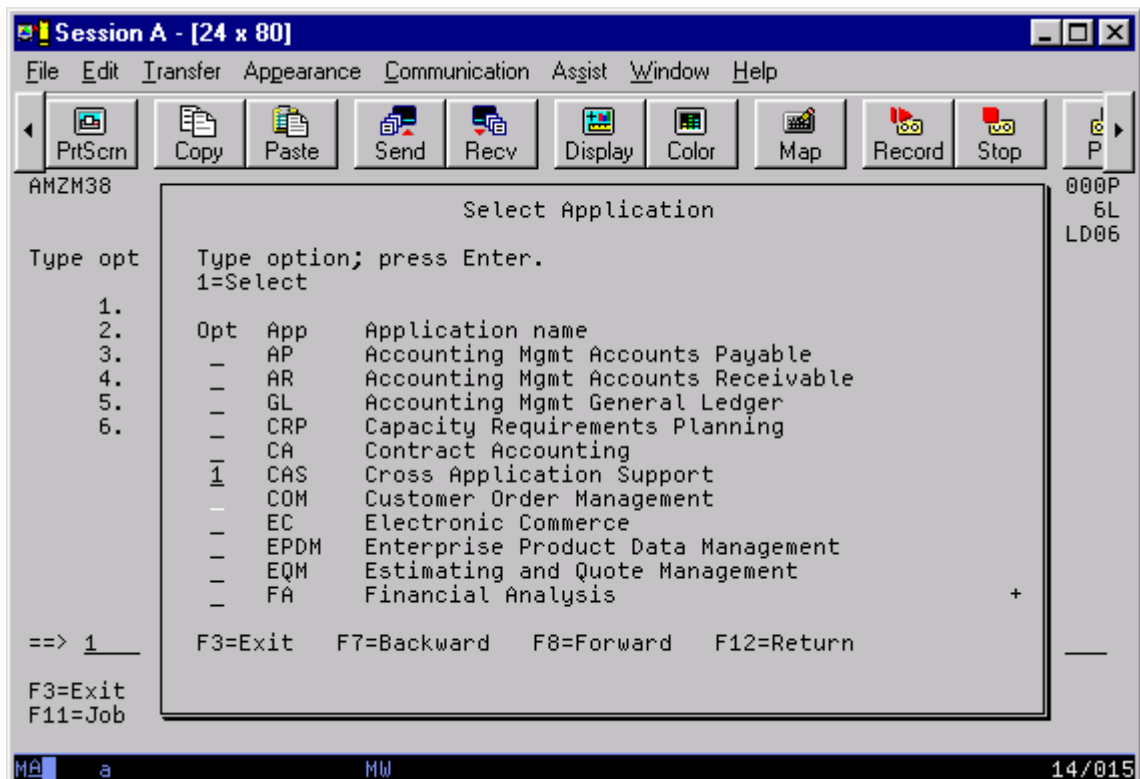 Session A - [24 x 80]
File Edit Transfer Appearance Communication Assist Window Help
PrtScrn Copy Paste Send Recv Display Color Map Record Stop P
AMZM38 000P
Select Application 6L
LD06
Type opt Type option; press Enter.
1=Select
1.
2. Opt App Application name
3. _ AP Accounting Mgmt Accounts Payable
4. _ AR Accounting Mgmt Accounts Receivable
5. _ GL Accounting Mgmt General Ledger
6. _ CRP Capacity Requirements Planning
_ CA Contract Accounting
1 CAS Cross Application Support
_ COM Customer Order Management
_ EC Electronic Commerce
_ EPDM Enterprise Product Data Management
_ EQM Estimating and Quote Management
_ FA Financial Analysis +
==> 1 F3=Exit F7=Backward F8=Forward F12=Return
F3=Exit
F11=Job
MA a MW 14/015